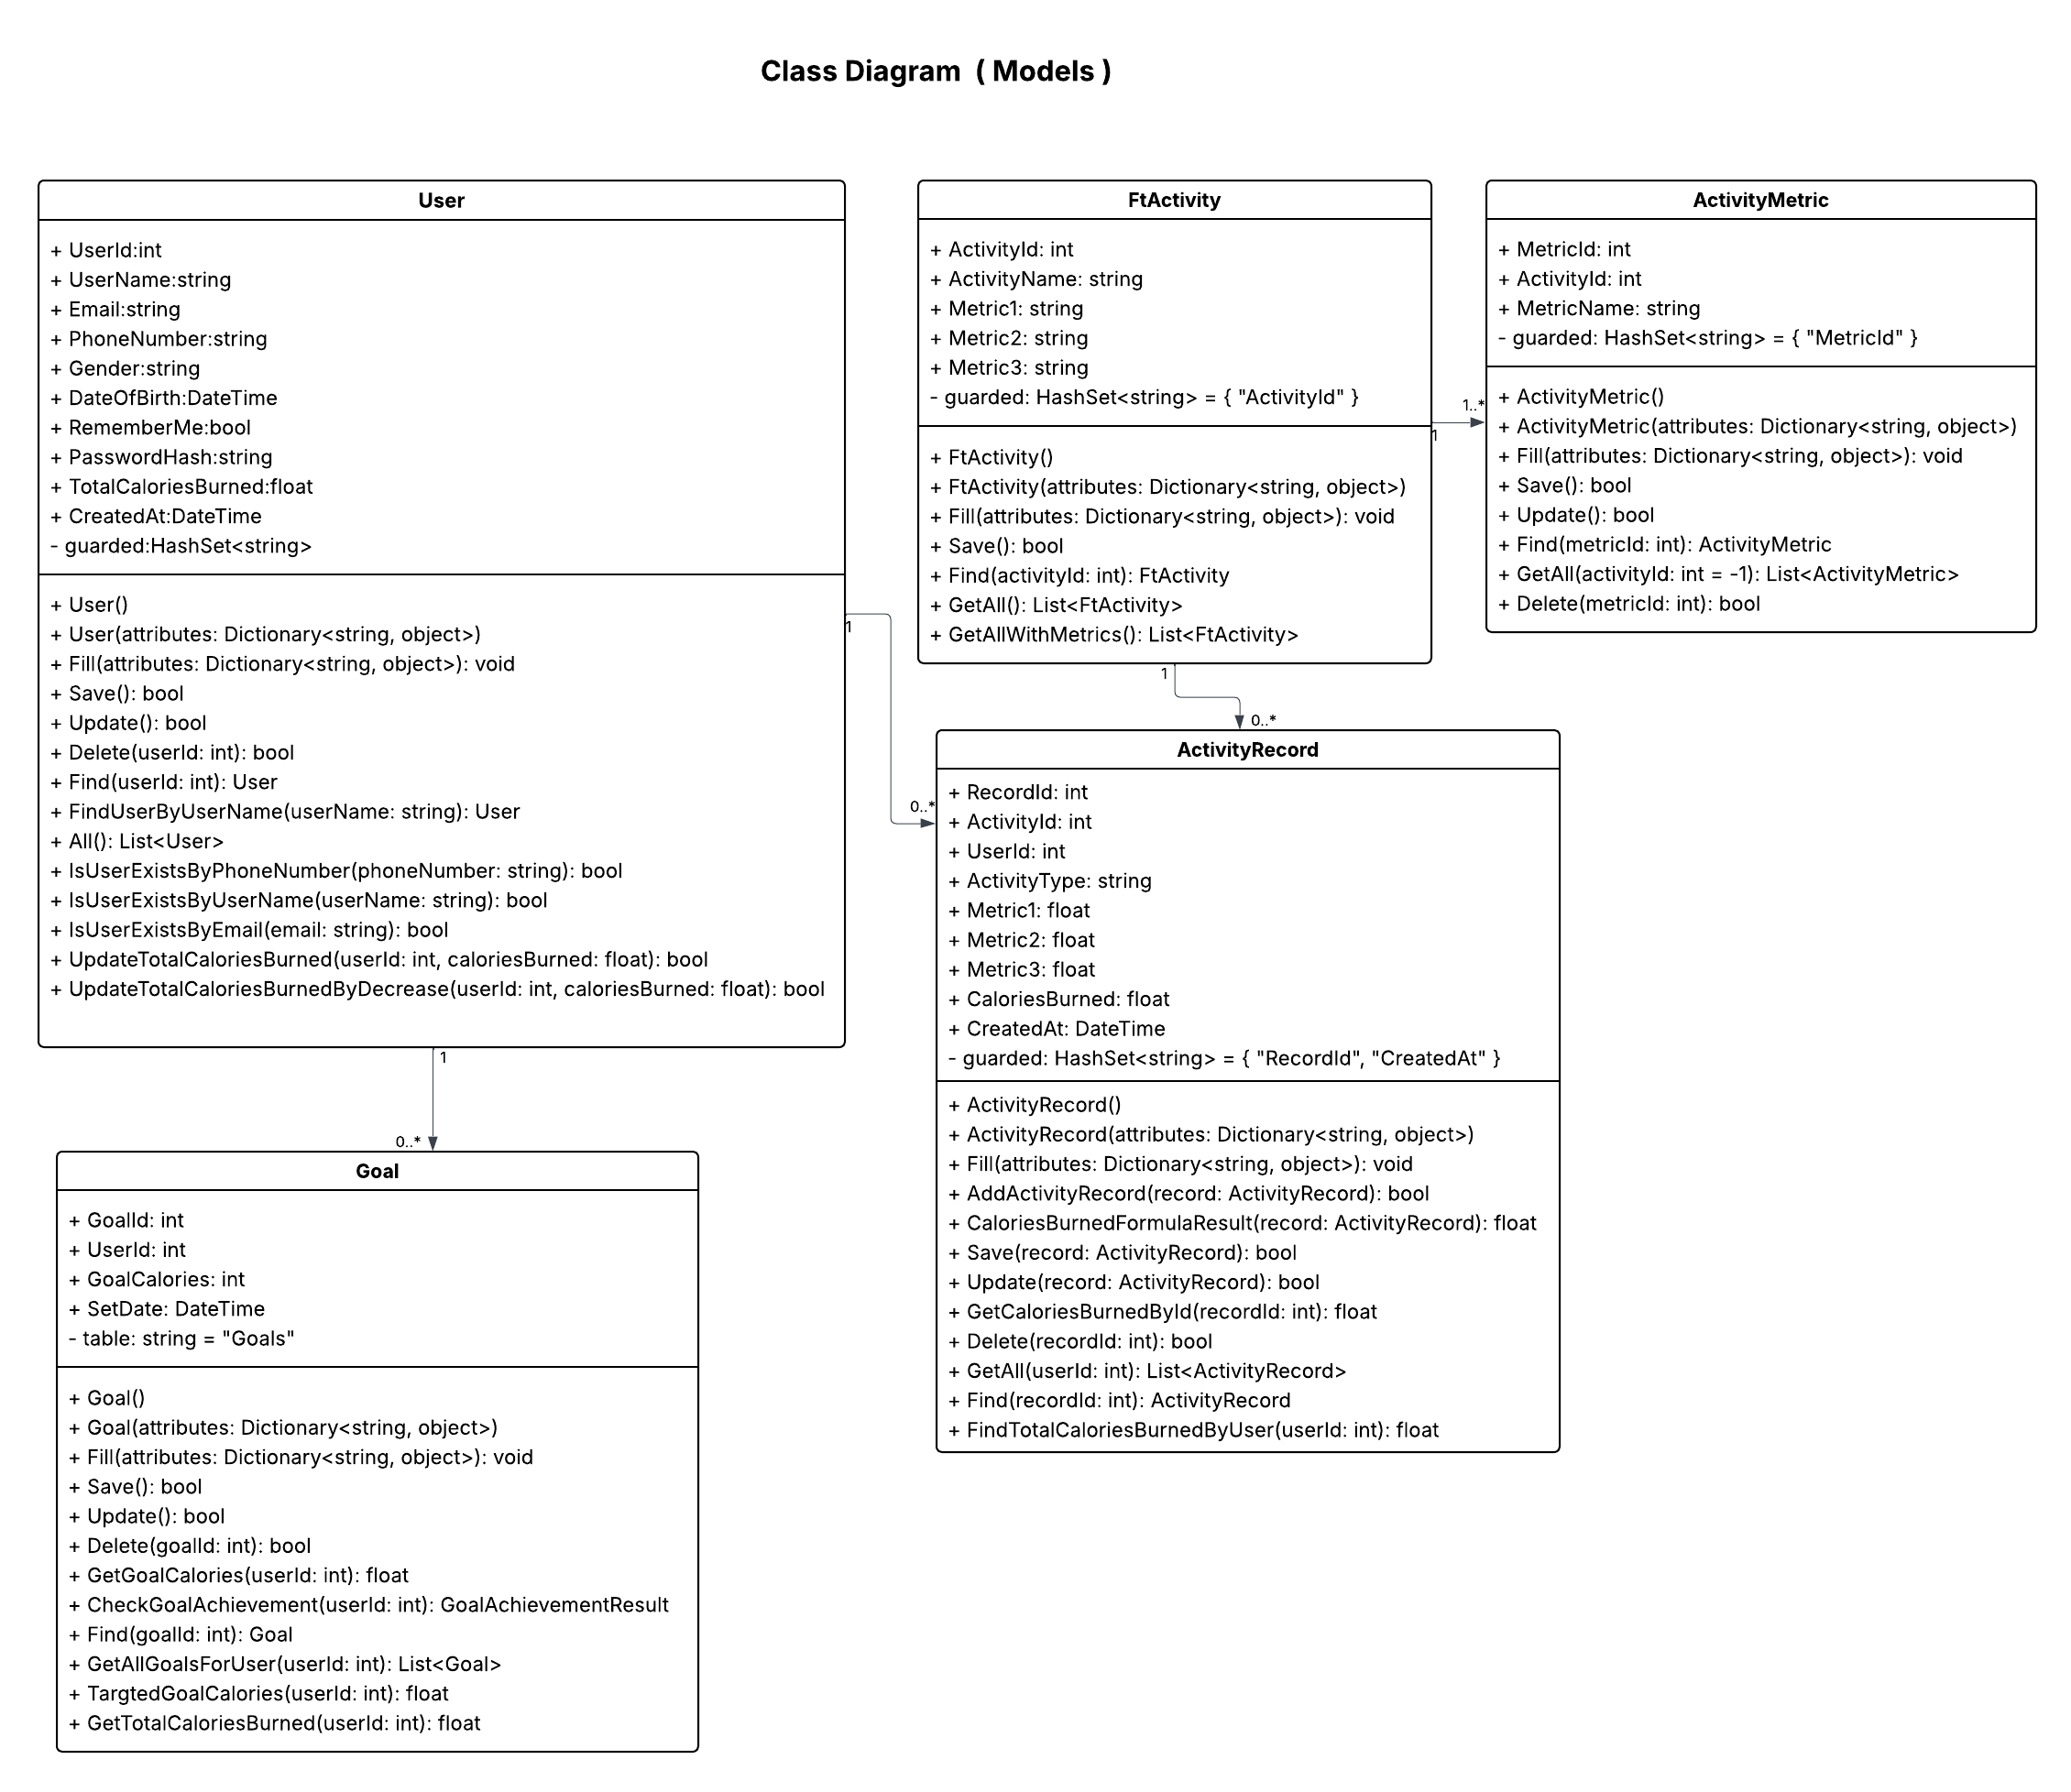 Class Diagram ( Models )
User
+ UserId:int
+ UserName:string
+ Email:string
+ PhoneNumber:string
+ Gender:string
+ DateOfBirth:DateTime
+ RememberMe:bool
+ PasswordHash:string
+ TotalCaloriesBurned:float
+ CreatedAt:DateTime
- guarded:HashSet<string>
+ User()
+ User(attributes: Dictionary<string, object>)
+ Fill(attributes: Dictionary<string, object>): void
+ Save(): bool
+ Update(): bool
+ Delete(userId: int): bool
+ Find(userId: int): User
+ FindUserByUserName(userName: string): User
+ All(): List<User>
+ IsUserExistsByPhoneNumber(phoneNumber: string): bool
+ IsUserExistsByUserName(userName: string): bool
+ IsUserExistsByEmail(email: string): bool
+ UpdateTotalCaloriesBurned(userId: int, caloriesBurned: float): bool
+ UpdateTotalCaloriesBurnedByDecrease(userId: int, caloriesBurned: float): bool
1
0..*
1
0..*
FtActivity
+ ActivityId: int
+ ActivityName: string
+ Metric1: string
+ Metric2: string
+ Metric3: string
- guarded: HashSet<string> = { "ActivityId" }
+ FtActivity()
+ FtActivity(attributes: Dictionary<string, object>)
+ Fill(attributes: Dictionary<string, object>): void
+ Save(): bool
+ Find(activityId: int): FtActivity
+ GetAll(): List<FtActivity>
+ GetAllWithMetrics(): List<FtActivity>
1
1..*
1
0..*
ActivityMetric
+ MetricId: int
+ ActivityId: int
+ MetricName: string
- guarded: HashSet<string> = { "MetricId" }
+ ActivityMetric()
+ ActivityMetric(attributes: Dictionary<string, object>)
+ Fill(attributes: Dictionary<string, object>): void
+ Save(): bool
+ Update(): bool
+ Find(metricId: int): ActivityMetric
+ GetAll(activityId: int = -1): List<ActivityMetric>
+ Delete(metricId: int): bool
ActivityRecord
+ RecordId: int
+ ActivityId: int
+ UserId: int
+ ActivityType: string
+ Metric1: float
+ Metric2: float
+ Metric3: float
+ CaloriesBurned: float
+ CreatedAt: DateTime
- guarded: HashSet<string> = { "RecordId", "CreatedAt" }
+ ActivityRecord()
+ ActivityRecord(attributes: Dictionary<string, object>)
+ Fill(attributes: Dictionary<string, object>): void
+ AddActivityRecord(record: ActivityRecord): bool
+ CaloriesBurnedFormulaResult(record: ActivityRecord): float
+ Save(record: ActivityRecord): bool
+ Update(record: ActivityRecord): bool
+ GetCaloriesBurnedById(recordId: int): float
+ Delete(recordId: int): bool
+ GetAll(userId: int): List<ActivityRecord>
+ Find(recordId: int): ActivityRecord
+ FindTotalCaloriesBurnedByUser(userId: int): float
Goal
+ GoalId: int
+ UserId: int
+ GoalCalories: int
+ SetDate: DateTime
- table: string = "Goals"
+ Goal()
+ Goal(attributes: Dictionary<string, object>)
+ Fill(attributes: Dictionary<string, object>): void
+ Save(): bool
+ Update(): bool
+ Delete(goalId: int): bool
+ GetGoalCalories(userId: int): float
+ CheckGoalAchievement(userId: int): GoalAchievementResult
+ Find(goalId: int): Goal
+ GetAllGoalsForUser(userId: int): List<Goal>
+ TargtedGoalCalories(userId: int): float
+ GetTotalCaloriesBurned(userId: int): float